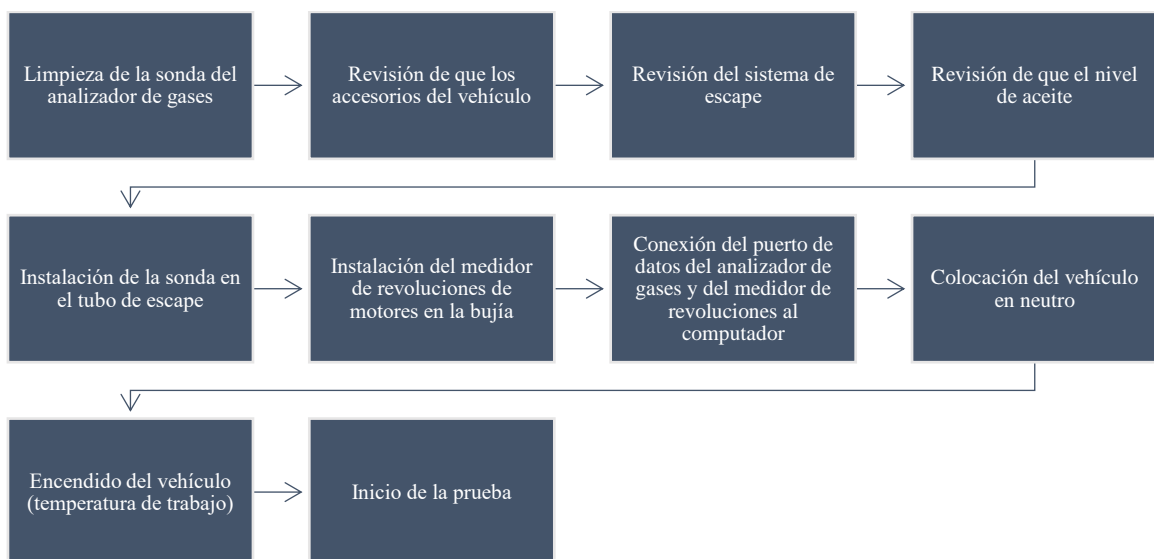 Limpieza de la sonda del
analizador de gases
Revisión de que los
accesorios del vehículo
Revisión del sistema de
escape
Revisión de que el nivel
de aceite
Instalación de la sonda en
el tubo de escape
Instalación del medidor
de revoluciones de
motores en la bujía
Conexión del puerto de
datos del analizador de
gases y del medidor de
revoluciones al
computador
Colocación del vehículo
en neutro
Encendido del vehículo
(temperatura de trabajo)
Inicio de la prueba